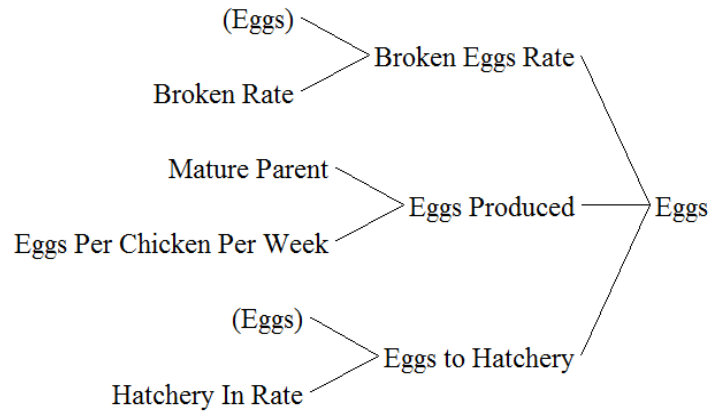 (Eggs)
Broken Eggs Rate
Broken Rate
Mature Parent
Eggs Produced
Eggs
Eggs Per Chicken Per Week
(Eggs)
Eggs to Hatchery
Hatchery In Rate